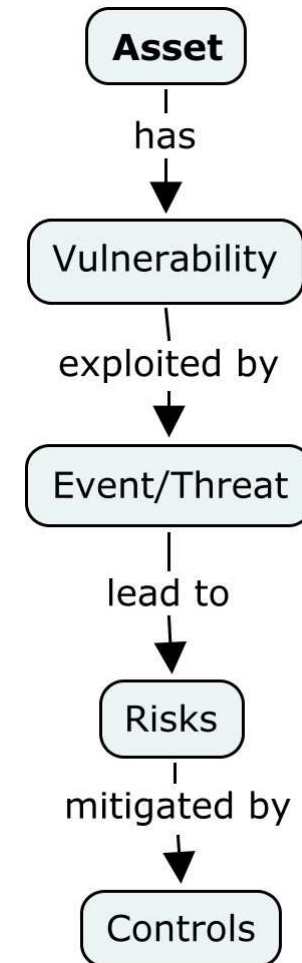 Asset
has
Vulnerability
exploited by
Event/Threat
lead to
Risks
mitigated by
Controls